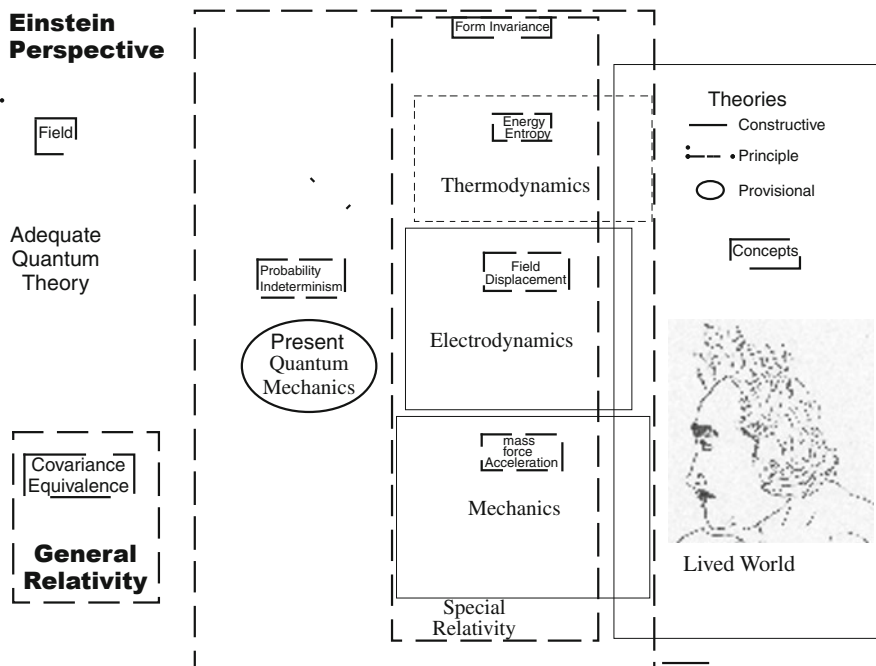 Einstein
Perspective
Form Invariance
Field
Energy
Entropy
Thermodynamics
Theories
Constructive
Principle
Provisional
Adequate
Quantum
Theory
Probability
Indeterminism
Field
Displacement
Concepts
Present
Quantum
Mechanics
Electrodynamics
mass
force
Acceleration
Mechanics
Covariance
Equivalence
General
Relativity
Lived World
Special
Relativity